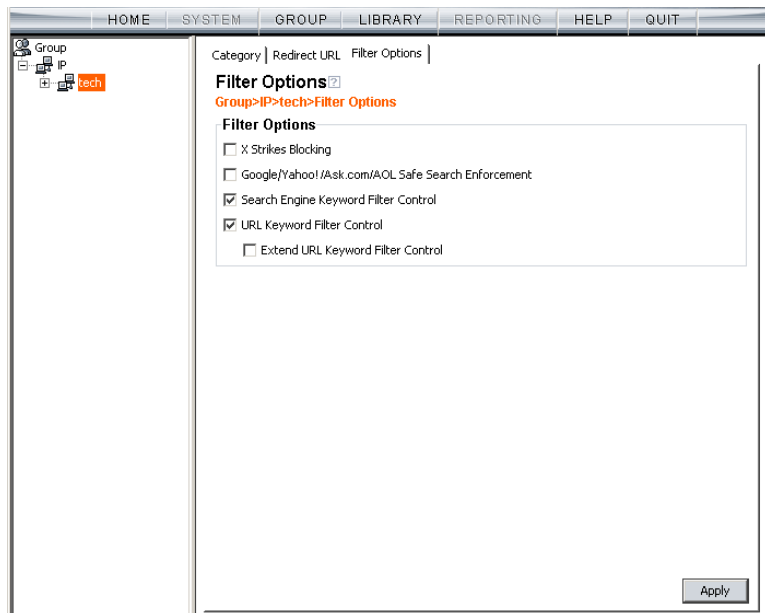 HOME SYSTEM GROUP LIBRARY REPORTING HELP QUIT
Group
IP
tech
Category Redirect URL Filter Options
Filter Options?
Group>IP>tech>Filter Options
Filter Options
X Strikes Blocking
Google/Yahoo!/Ask.com/AOL Safe Search Enforcement
Search Engine Keyword Filter Control
URL Keyword Filter Control
Extend URL Keyword Filter Control
Apply